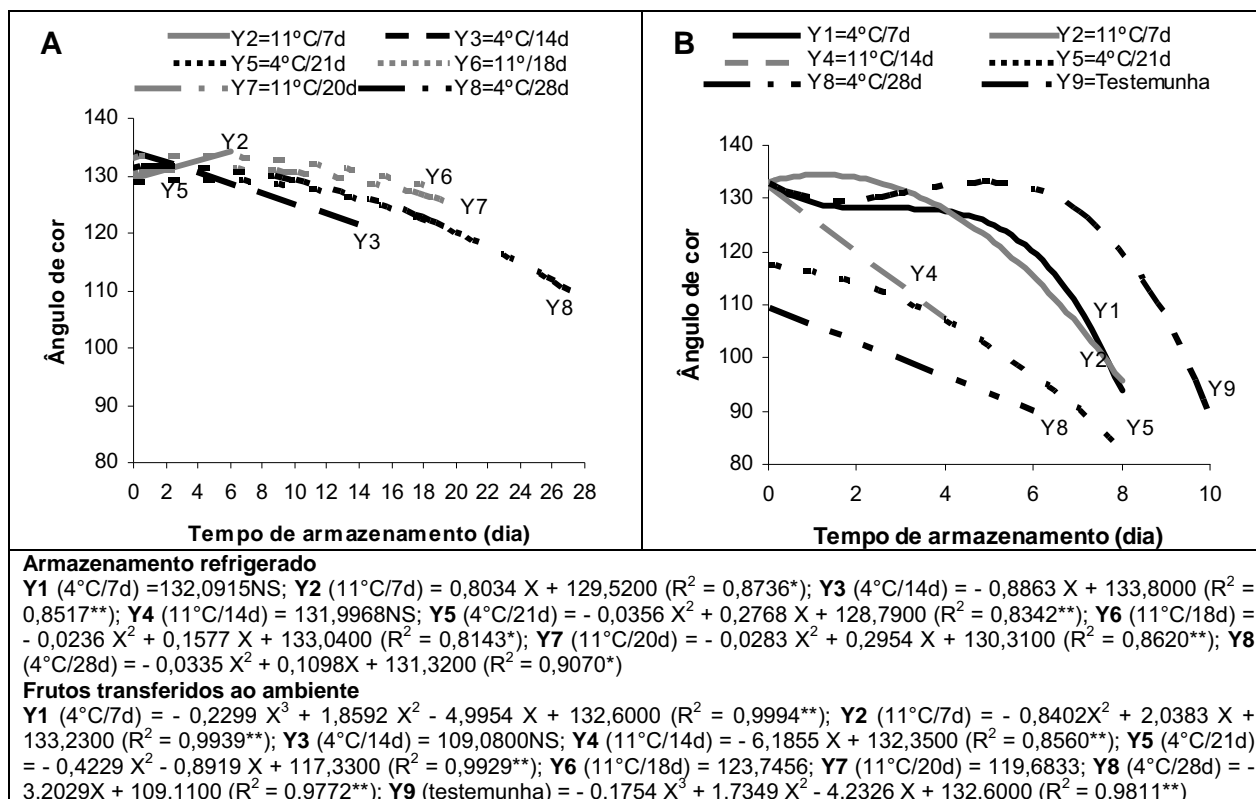 A
Y2=11ºC/7d Y3=4ºC/14d
Y5=4ºC/21d Y6=11º/18d
Y7=11ºC/20d Y8=4ºC/28d
140
130
120
110
100
90
80
Ângulo de cor
Y2
Y5
Y6
Y7
Y3
Y8
0 2 4 6 8 10 12 14 16 18 20 22 24 26 28
Tempo de armazenamento (dia)
B
Y1=4ºC/7d Y2=11ºC/7d
Y4=11ºC/14d Y5=4ºC/21d
Y8=4ºC/28d Y9=Testemunha
140
130
120
110
100
90
80
Ângulo de cor
Y4
Y1
Y2
Y9
Y8
Y5
0 2 4 6 8 10
Tempo de armazenamento (dia)
Armazenamento refrigerado
Y1 (4°C/7d) =132,0915NS; Y2 (11°C/7d) = 0,8034 X + 129,5200 (R² = 0,8736*); Y3 (4°C/14d) = - 0,8863 X + 133,8000 (R² =
0,8517**); Y4 (11°C/14d) = 131,9968NS; Y5 (4°C/21d) = - 0,0356 X² + 0,2768 X + 128,7900 (R² = 0,8342**); Y6 (11°C/18d) =
- 0,0236 X² + 0,1577 X + 133,0400 (R² = 0,8143*); Y7 (11°C/20d) = - 0,0283 X² + 0,2954 X + 130,3100 (R² = 0,8620**); Y8
(4°C/28d) = - 0,0335 X² + 0,1098X + 131,3200 (R² = 0,9070*)
Frutos transferidos ao ambiente
Y1 (4°C/7d) = - 0,2299 X³ + 1,8592 X² - 4,9954 X + 132,6000 (R² = 0,9994**); Y2 (11°C/7d) = - 0,8402X² + 2,0383 X +
133,2300 (R² = 0,9939**); Y3 (4°C/14d) = 109,0800NS; Y4 (11°C/14d) = - 6,1855 X + 132,3500 (R² = 0,8560**); Y5 (4°C/21d)
= - 0,4229 X² - 0,8919 X + 117,3300 (R² = 0,9929**); Y6 (11°C/18d) = 123,7456; Y7 (11°C/20d) = 119,6833; Y8 (4°C/28d) = -
3,2029X + 109,1100 (R² = 0,9772**); Y9 (testemunha) = - 0,1754 X³ + 1,7349 X² - 4,2326 X + 132,6000 (R² = 0,9811**)